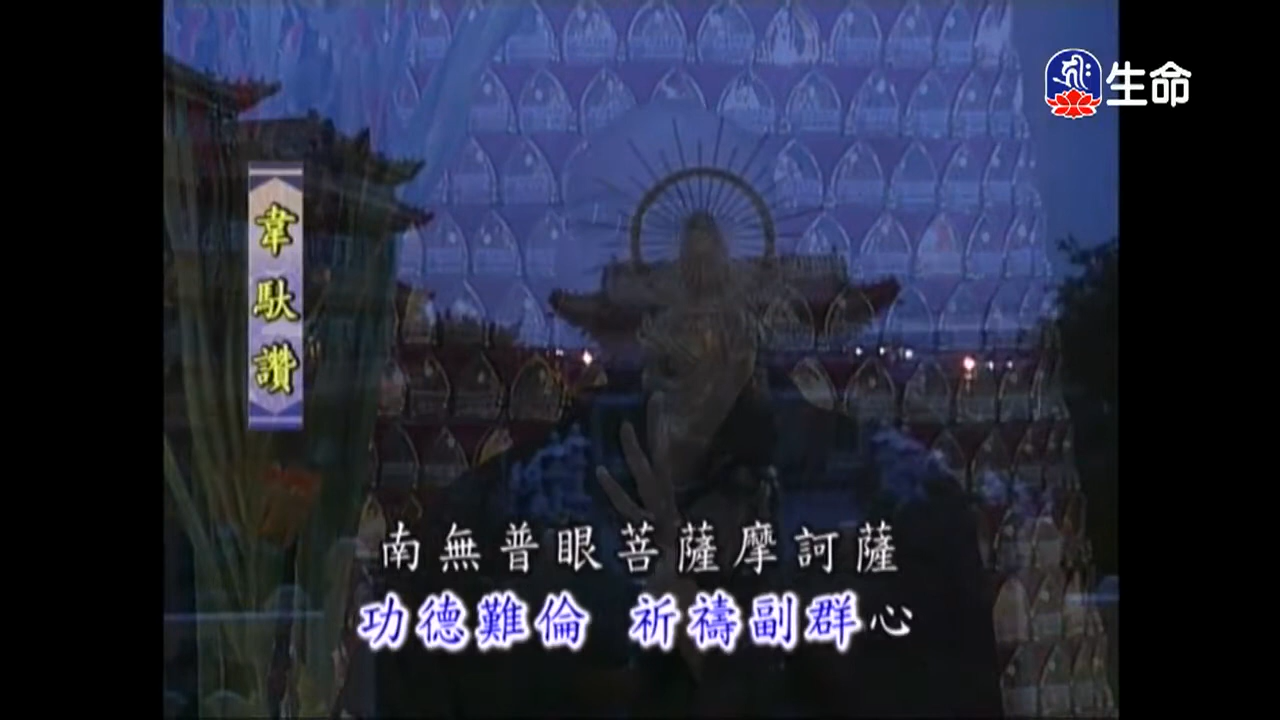 生命
韋馱讚
南無普眼菩薩摩訶薩
功德難倫 祈禱副群心